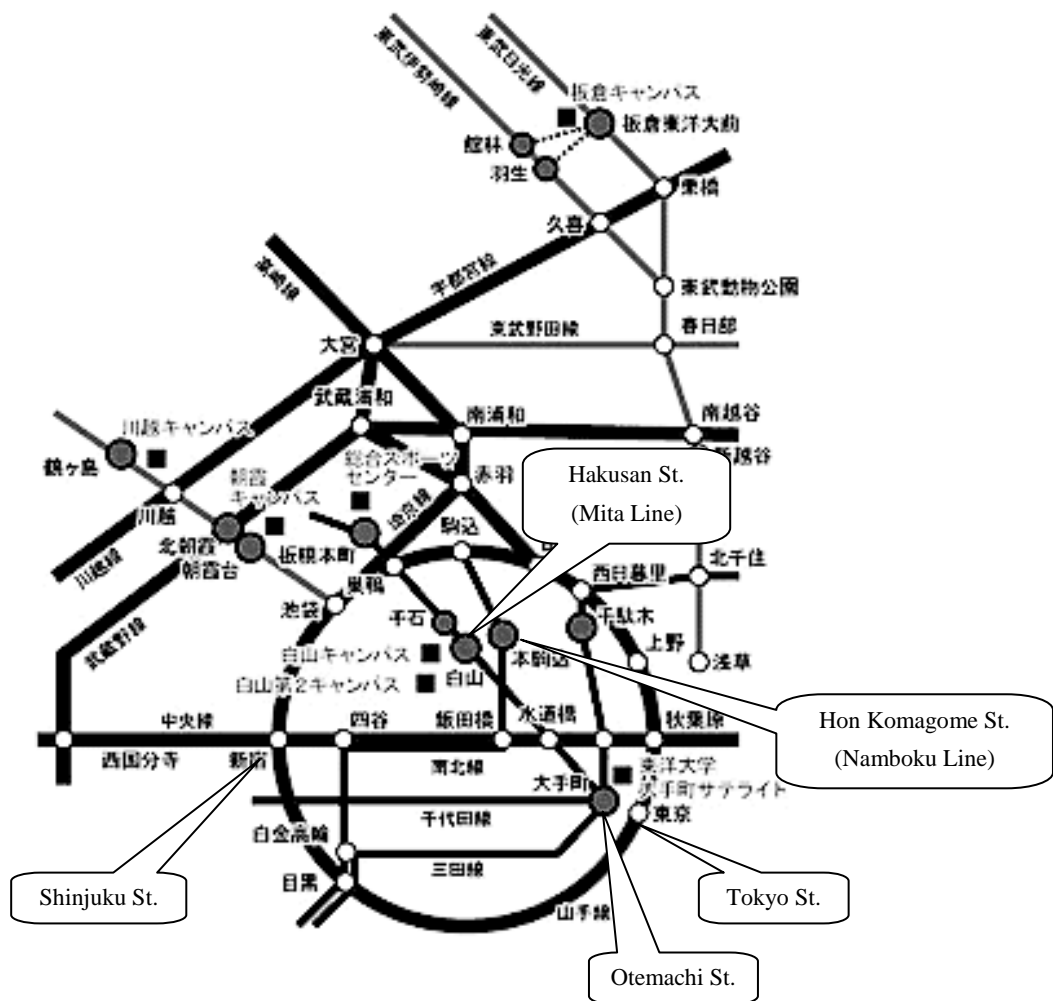 東武伊勢崎線
東武日光線
板倉キャンパス
板倉東洋大前
館林
羽生
栗橋
久喜
高崎線
宇都宮線
東武動物公園
大宮
東武野田線
春日部
武蔵浦和
川越キャンパス
南浦和
南越谷
新越谷
鶴ヶ島
総合スポーツ
センター
赤羽
Hakusan St.
(Mita Line)
朝霞
キャンパス
埼京線
川越
駒込
北朝霞
朝霞台
板橋本町
川越線
巣鴨
西日暮里
北千住
池袋
千石
千駄木
武蔵野線
上野
白山キャンパス
本駒込
浅草
白山
白山第2キャンパス
中央線
四谷
飯田橋
水道橋
秋葉原
Hon Komagome St.
(Namboku Line)
西国分寺
新宿
南北線
東洋大学
大手町サテライト
大手町
東京
千代田線
白金高輪
三田線
目黒
山手線
Shinjuku St.
Tokyo St.
Otemachi St.